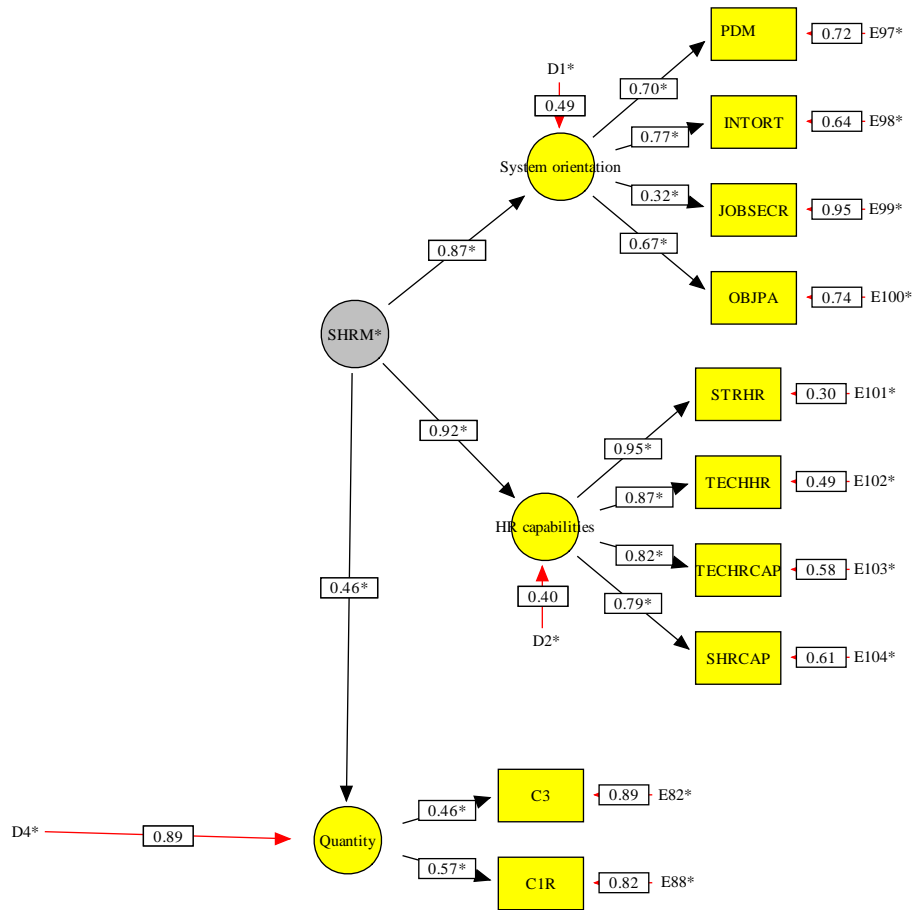 PDM
0.72
E97*
D1*
0.70*
0.49
INTORT
0.64
E98*
0.77*
System orientation
0.32*
JOBSECR
0.95
E99*
0.87*
0.67*
OBJPA
0.74
E100*
SHRM*
STRHR
0.30
E101*
0.92*
0.95*
TECHHR
0.49
E102*
0.87*
HR capabilities
0.82*
TECHRCAP
0.58
E103*
0.46*
0.40
0.79*
D2*
SHRCAP
0.61
E104*
C3
0.89
E82*
0.46*
D4*
0.89
Quantity
0.57*
C1R
0.82
E88*